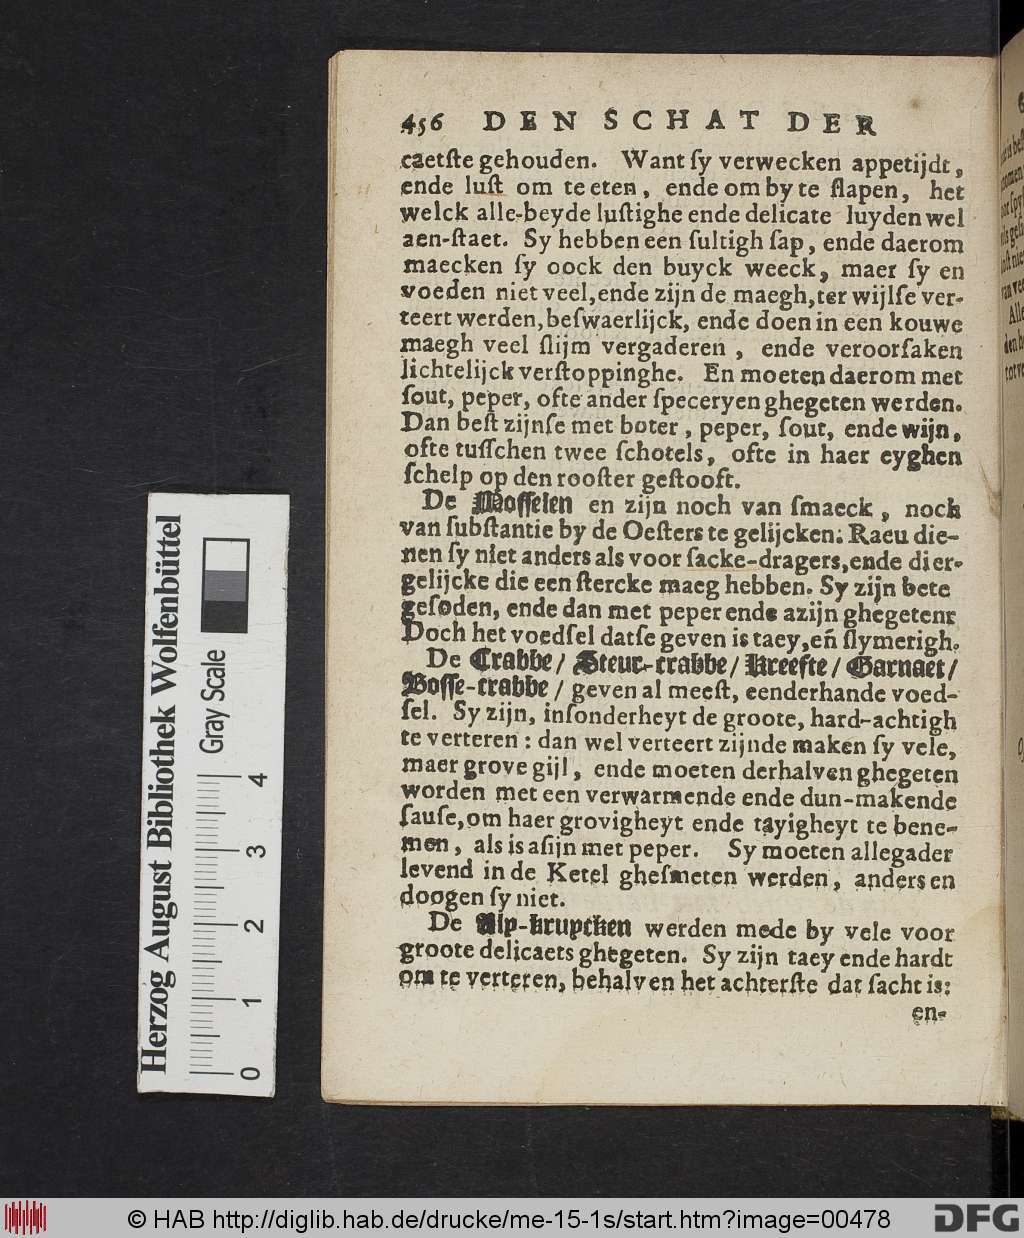 456 DEN SCHAT DER
caetſte gehouden. Want ſy verwecken appetijdt,
ende luſt om te eten, ende om by te ſlapen, het
welck alle-beyde luſtighe ende delicate luyden wel
aen-ſtaet. Sy hebben een ſultigh ſap, ende daerom
maecken ſy oock den buyck weeck, maer ſy en
voeden niet veel, ende zijn de maegh, ter wijlſe ver-
teert werden, beſwaerlijck, ende doen in een kouwe
maegh veel ſlijm vergaderen, ende veroorſaken
lichtelijck verſtoppinghe. En moeten daerom met
ſout, peper, ofte ander ſpeceryen ghegeten werden.
Dan beſt zijnſe met boter, peper, ſout, ende wijn,
ofte tuſſchen twee ſchotels, ofte in haer eyghen
ſchelp op den rooſter geſtooft.
De Moſſelen en zijn noch van ſmaeck, noch
van ſubſtantie by de Oeſters te gelijcken: Raeu die-
nen ſy niet anders als voor ſacke-dragers, ende dier-
gelijcke die een ſtercke maeg hebben. Sy zijn bete
geſoden, ende dan met peper ende azijn ghegeten:
Doch het voedſel datſe geven is taey, eñ ſlymerigh.
De Crabbe / Steur-crabbe / Kreefte / Garnaet /
Boſſe-crabbe / geven al meeſt, eenderhande voed-
ſel. Sy zijn, inſonderheyt de groote, hard-achtigh
te verteren : dan wel verteert zijnde maken ſy vele,
maer grove gijl, ende moeten derhalven ghegeten
worden met een verwarmende ende dun-makende
ſauſe, om haer grovigheyt ende tayigheyt te bene-
men, als is aſijn met peper. Sy moeten allegader
levend in de Ketel gheſmeten werden, anders en
doogen ſy niet.
De Alp-kruycken werden mede by vele voor
groote delicaets ghegeten. Sy zijn taey ende hardt
om te verteren, behalven het achterſte dat ſacht is:
en-
Herzog August Bibliothek Wolfenbüttel
Gray Scale
0 1 2 3 4
© HAB http://diglib.hab.de/drucke/me-15-1s/start.htm?image=00478
DFG